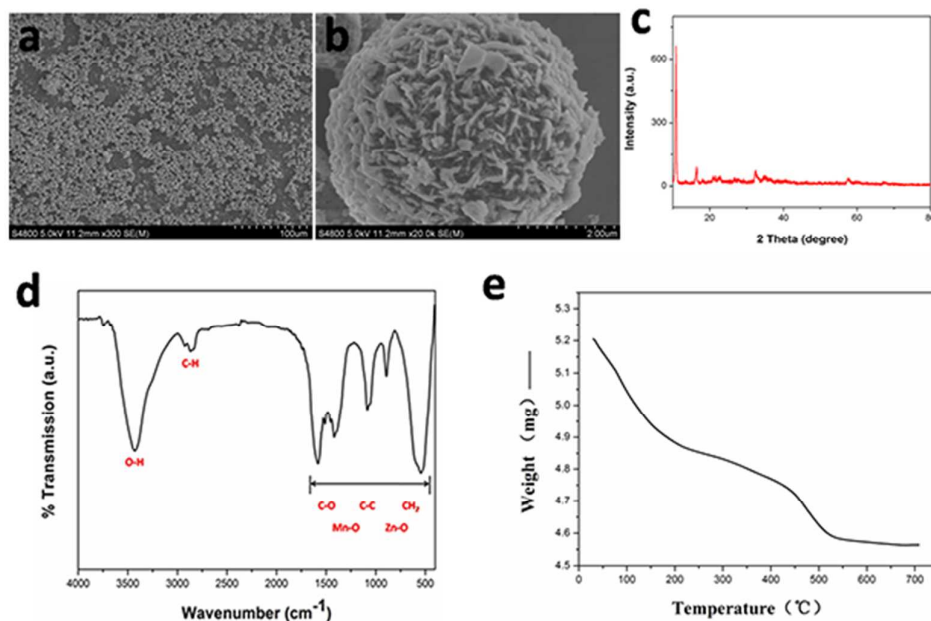 a
S4800 5.0kV 11.2mm x300 SE(M)
100um
b
S4800 5.0kV 11.2mm x20.0k SE(M)
2.00um
c
600
300
0
Intensity (a.u.)
20
40
60
80
2 Theta (degree)
d
% Transmission (a.u.)
O-H
C-H
C-O
C-C
CH₂
Mn-O
Zn-O
4000
3500
3000
2500
2000
1500
1000
500
Wavenumber (cm⁻¹)
e
5.3
5.2
5.1
5.0
4.9
4.8
4.7
4.6
4.5
Weight (mg)
0
100
200
300
400
500
600
700
Temperature (℃)